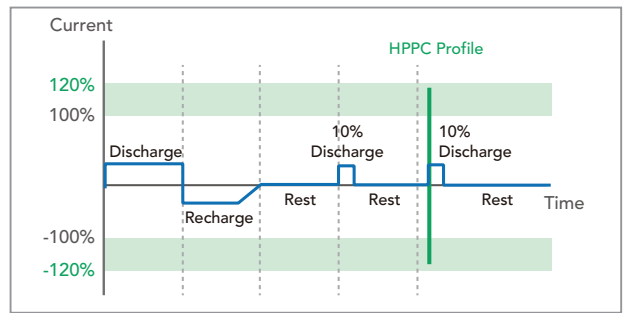 Current
HPPC Profile
120%
100%
10%
10%
Discharge
Discharge
Discharge
Rest
Rest
Rest
Time
Recharge
-100%
-120%